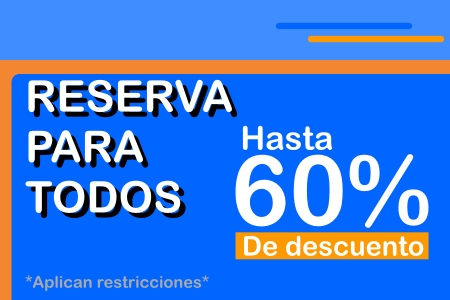 RESERVA
PARA
TODOS
Hasta
60%
De descuento
*Aplican restricciones*